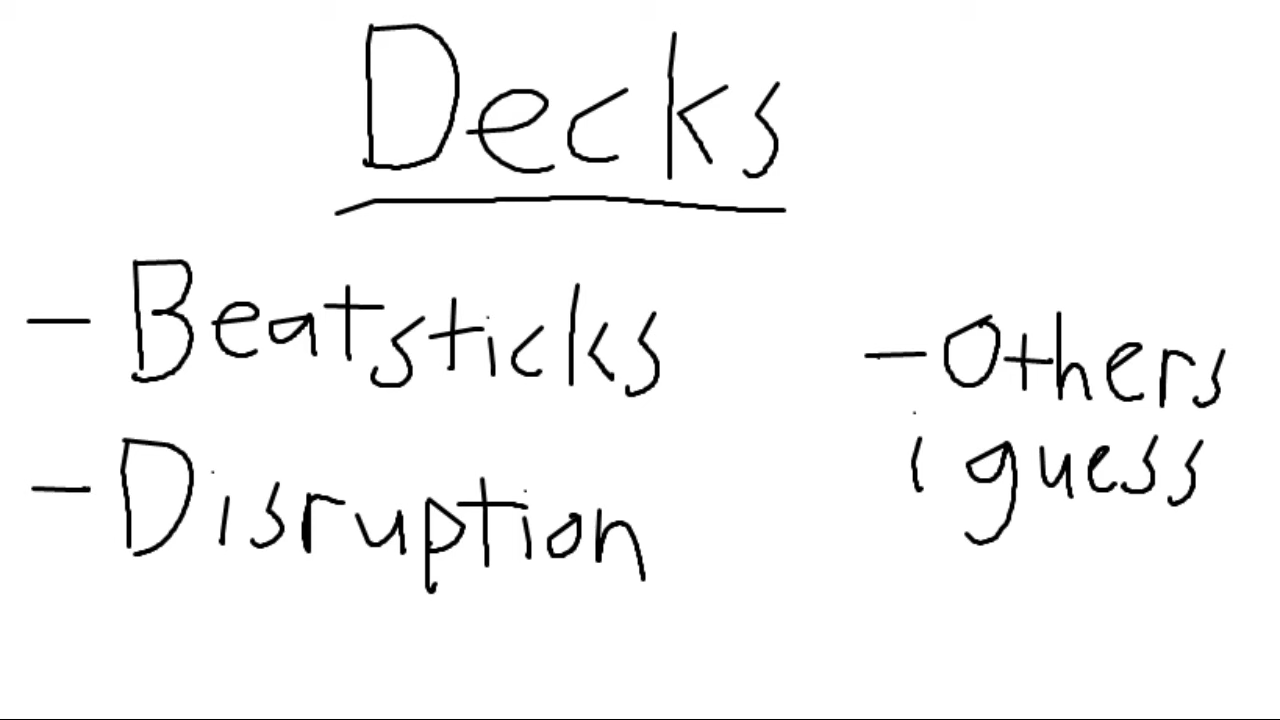 Decks
- Beatsticks
- Disruption
- Others
i guess